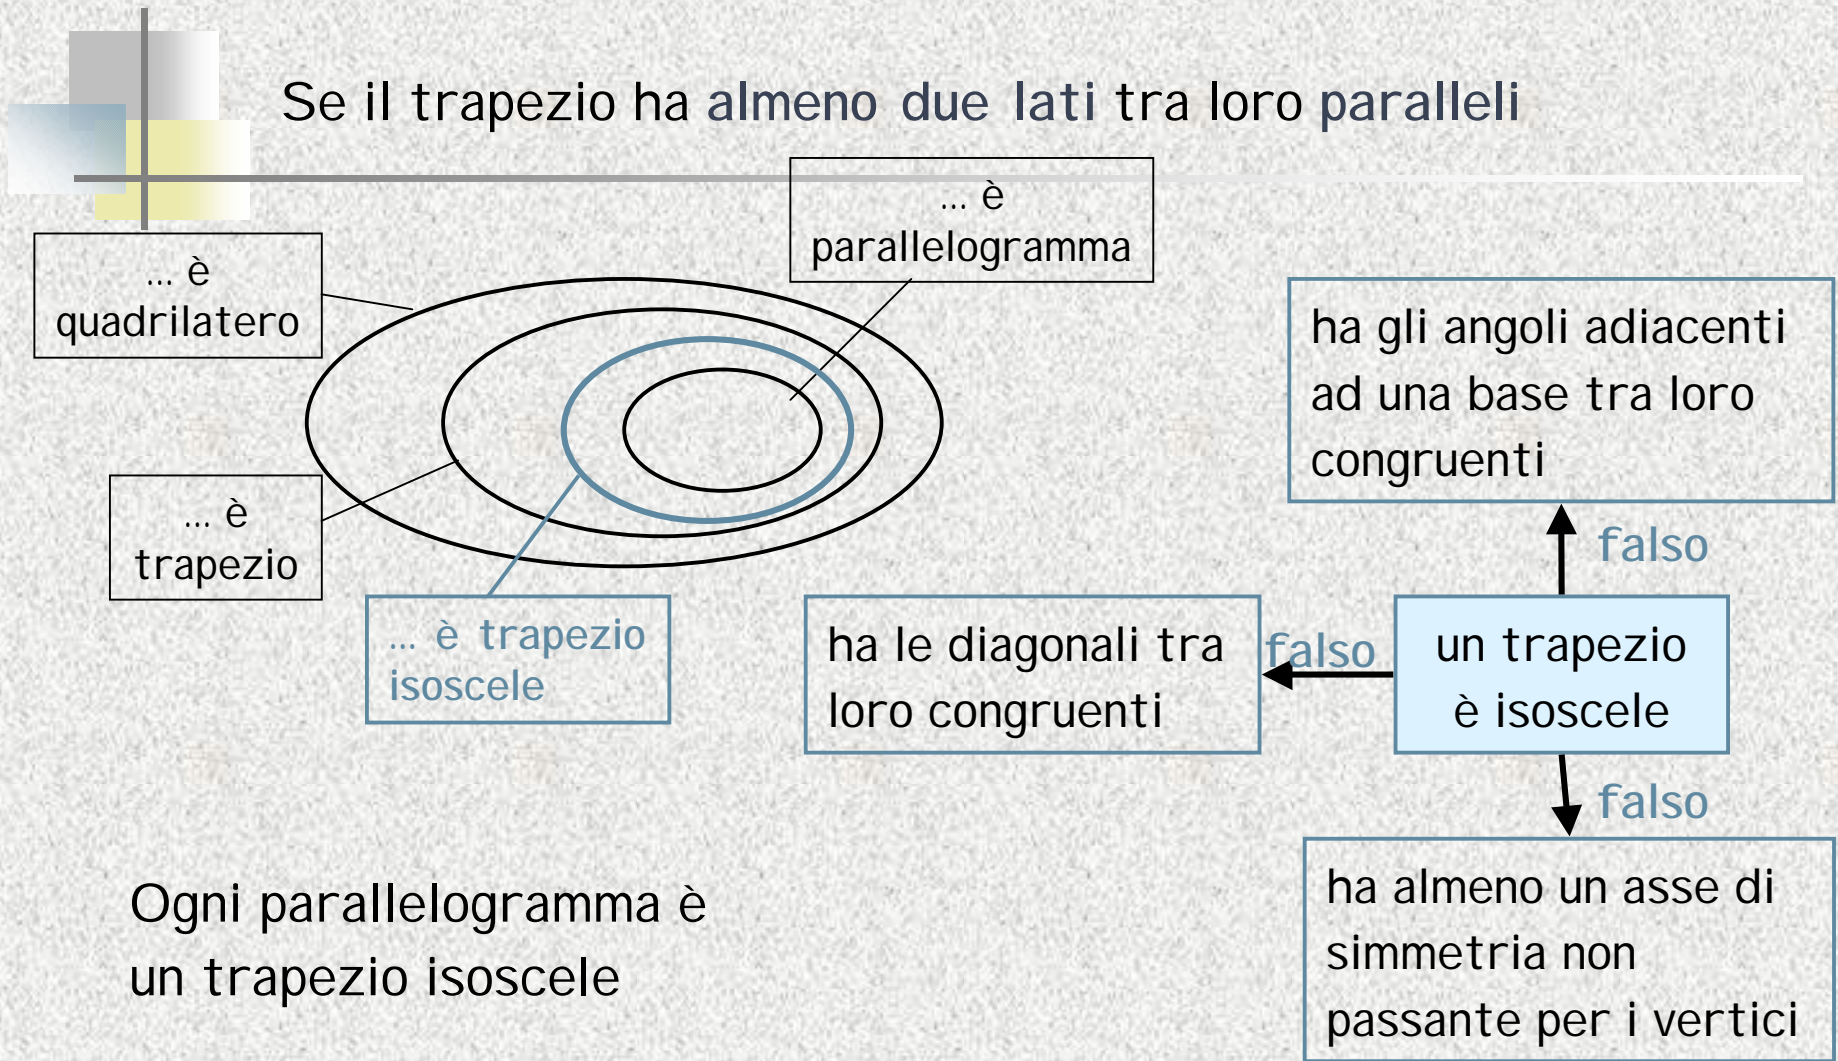 Se il trapezio ha almeno due lati tra loro paralleli
... è
parallelogramma
... è
quadrilatero
... è
trapezio
... è trapezio
isoscele
ha gli angoli adiacenti
ad una base tra loro
congruenti
falso
ha le diagonali tra
loro congruenti
falso
un trapezio
è isoscele
falso
ha almeno un asse di
simmetria non
passante per i vertici
Ogni parallelogramma è
un trapezio isoscele